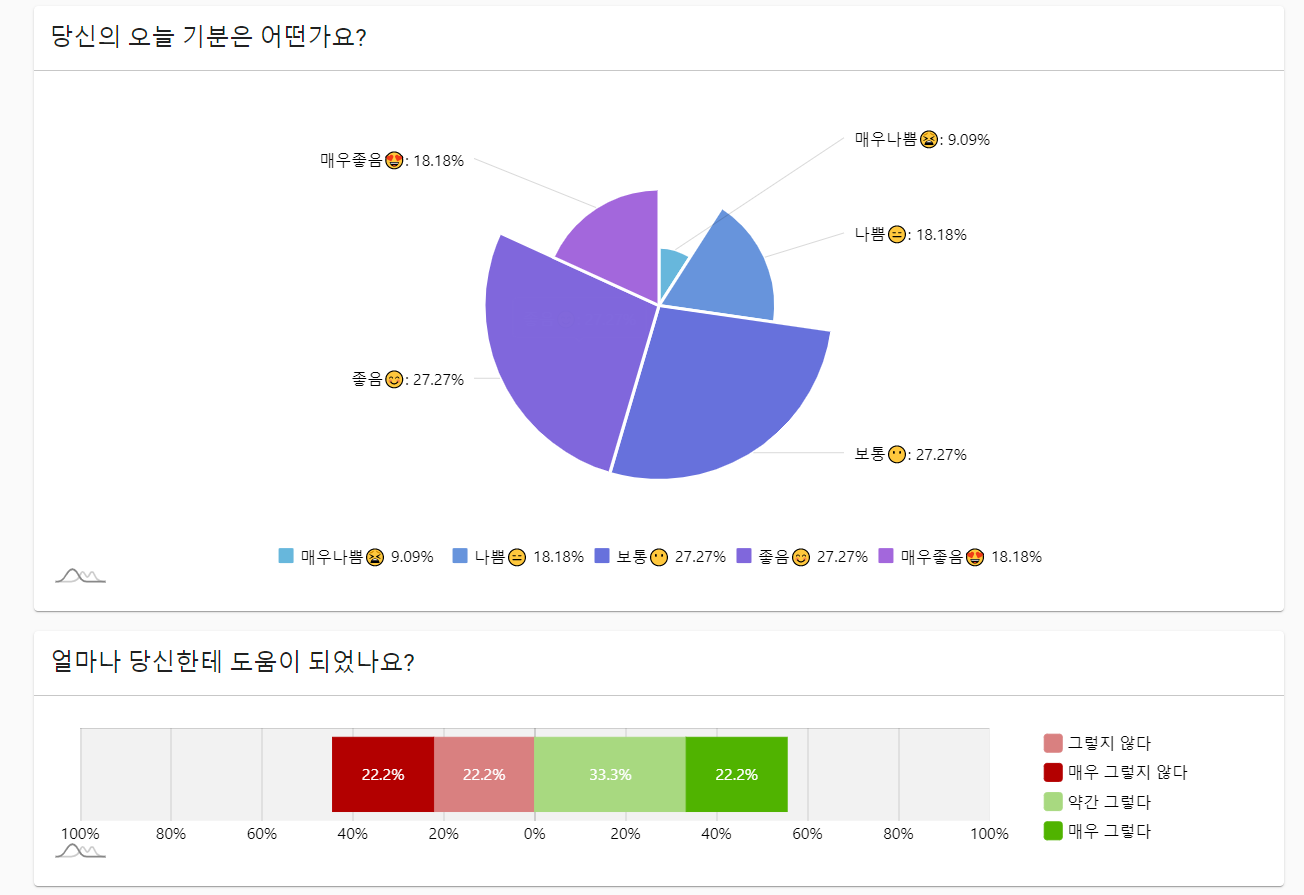 당신의 오늘 기분은 어떤가요?
매우나쁨😫: 9.09%
매우좋음😍: 18.18%
나쁨😑: 18.18%
좋음😊: 27.27%
보통😶: 27.27%
매우나쁨😫 9.09% 나쁨😑 18.18% 보통😶 27.27% 좋음😊 27.27% 매우좋음😍 18.18%
얼마나 당신한테 도움이 되었나요?
22.2% 22.2% 33.3% 22.2%
100% 80% 60% 40% 20% 0% 20% 40% 60% 80% 100%
그렇지 않다
매우 그렇지 않다
약간 그렇다
매우 그렇다